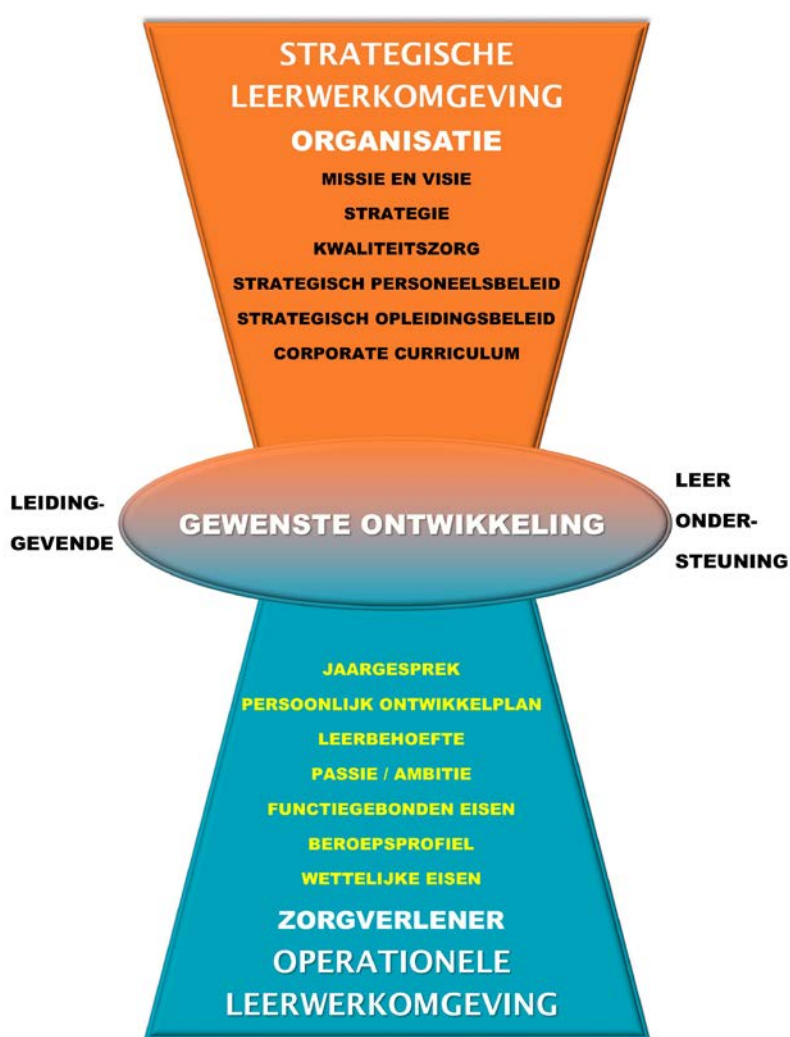 STRATEGISCHE
LEERWERKOMGEVING
ORGANISATIE
MISSIE EN VISIE
STRATEGIE
KWALITEITSZORG
STRATEGISCH PERSONEELSBELEID
STRATEGISCH OPLEIDINGSBELEID
CORPORATE CURRICULUM
LEIDING-
GEVENDE
GEWENSTE ONTWIKKELING
LEER
ONDER-
STEUNING
JAARGESPREK
PERSOONLIJK ONTWIKKELPLAN
LEERBEHOEFTE
PASSIE / AMBITIE
FUNCTIEGEBONDEN EISEN
BEROEPSPROFIEL
WETTELIJKE EISEN
ZORGVERLENER
OPERATIONELE
LEERWERKOMGEVING